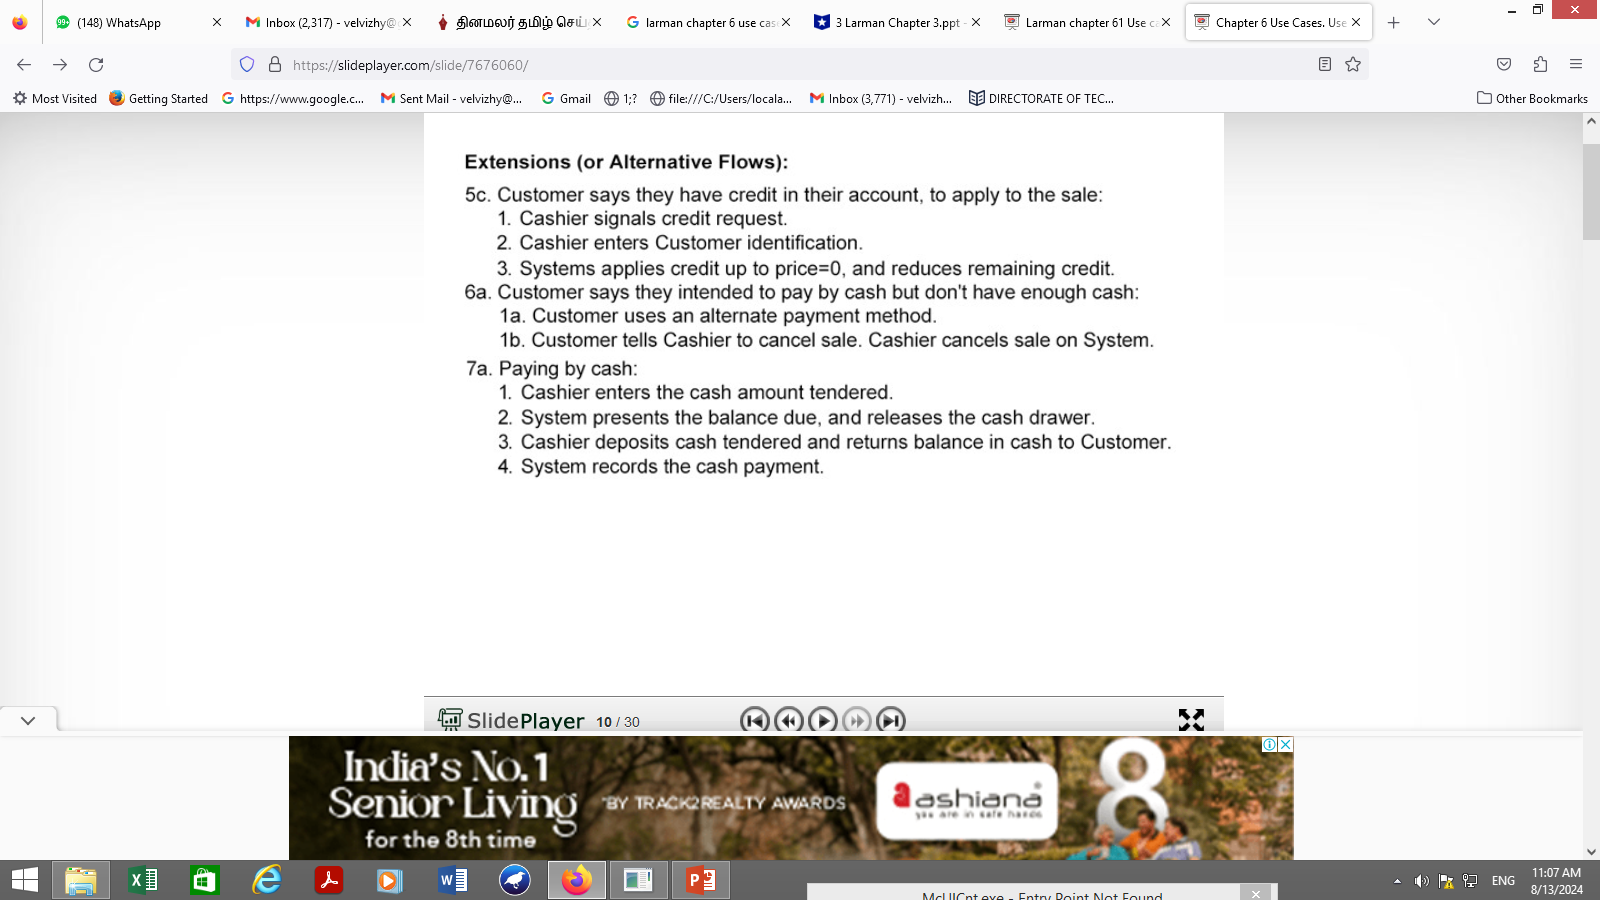 (148) WhatsApp
Inbox (2,317) - velvizhy@
தினமலர் தமிழ் செய்
larman chapter 6 use cas
3 Larman Chapter 3.ppt -
Larman chapter 61 Use ca
Chapter 6 Use Cases. Use
https://slideplayer.com/slide/7676060/
Most Visited
Getting Started
https://www.google.c...
Sent Mail - velvizhy@...
Gmail
1;?
file:///C:/Users/locala...
Inbox (3,771) - velvizh...
DIRECTORATE OF TEC...
Other Bookmarks
Extensions (or Alternative Flows):
5c. Customer says they have credit in their account, to apply to the sale:
1. Cashier signals credit request.
2. Cashier enters Customer identification.
3. Systems applies credit up to price=0, and reduces remaining credit.
6a. Customer says they intended to pay by cash but don't have enough cash:
1a. Customer uses an alternate payment method.
1b. Customer tells Cashier to cancel sale. Cashier cancels sale on System.
7a. Paying by cash:
1. Cashier enters the cash amount tendered.
2. System presents the balance due, and releases the cash drawer.
3. Cashier deposits cash tendered and returns balance in cash to Customer.
4. System records the cash payment.
SlidePlayer 10 / 30
India's No.1
Senior Living
for the 8th time
*BY TRACK2REALTY AWARDS
ashiana
you are in safe hands
8
ENG
11:07 AM
8/13/2024
McUICnt.exe - Entry Point Not Found